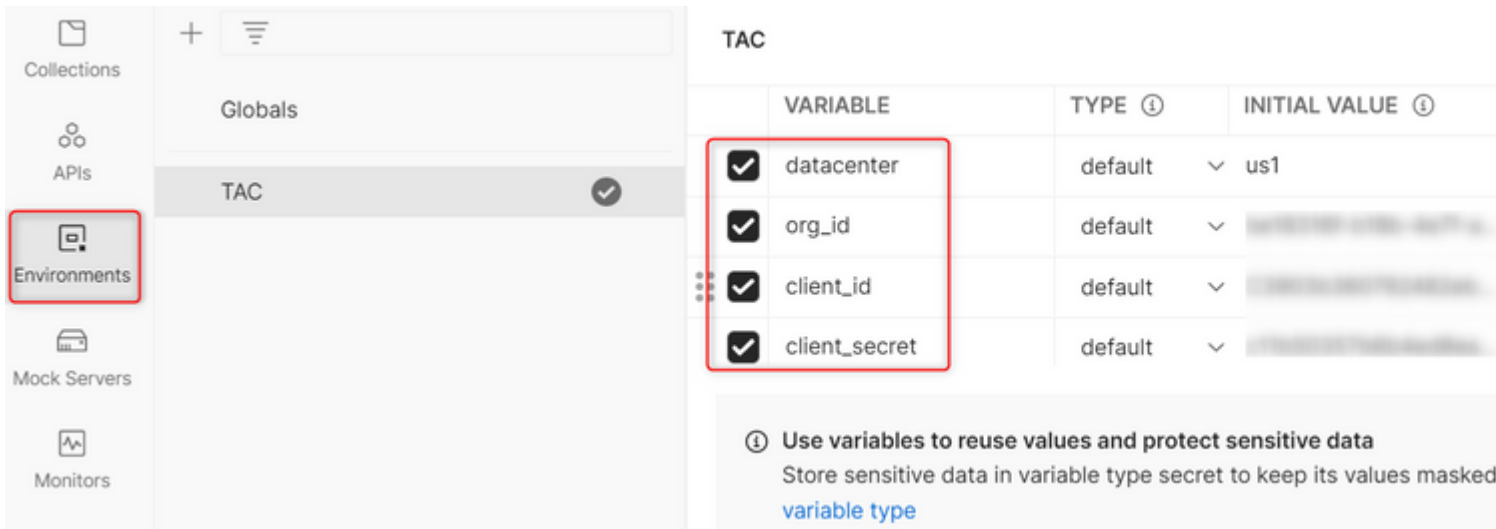 Collections
APIs
Environments
Mock Servers
Monitors
Globals
TAC
TAC
VARIABLE TYPE INITIAL VALUE
datacenter default us1
org_id default
client_id default
client_secret default
Use variables to reuse values and protect sensitive data
Store sensitive data in variable type secret to keep its values masked
variable type